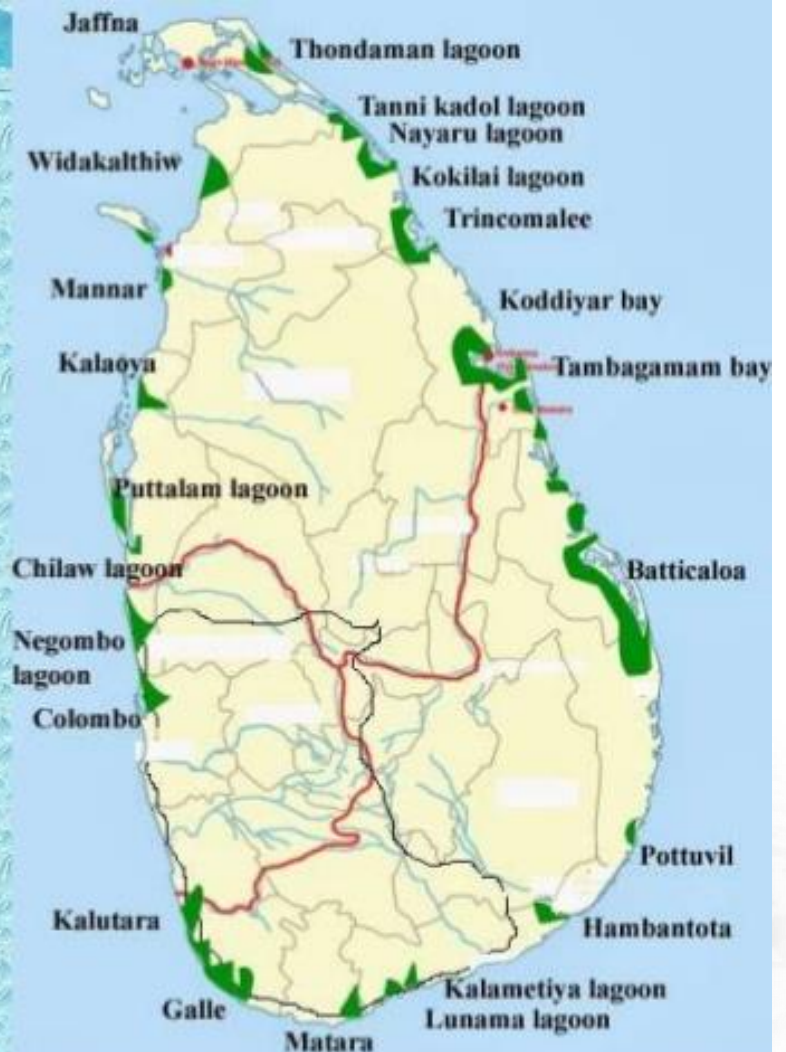 Jaffna
Thondaman lagoon
Tanni kadol lagoon
Nayaru lagoon
Widakalthiw
Kokilai lagoon
Trincomalee
Mannar
Koddiyar bay
Kalaoya
Tambagamam bay
Puttalam lagoon
Chilaw lagoon
Batticaloa
Negombo
lagoon
Colombo
Pottuvil
Kalutara
Hambantota
Kalametiya lagoon
Galle
Lunama lagoon
Matara